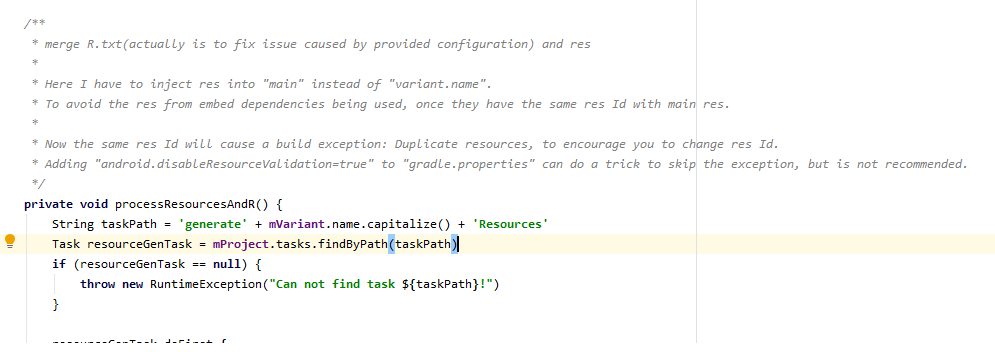 /**
 * merge R.txt(actually is to fix issue caused by provided configuration) and res
 *
 * Here I have to inject res into "main" instead of "variant.name".
 * To avoid the res from embed dependencies being used, once they have the same res Id with main res.
 *
 * Now the same res Id will cause a build exception: Duplicate resources, to encourage you to change res Id.
 * Adding "android.disableResourceValidation=true" to "gradle.properties" can do a trick to skip the exception, but is not recommended.
 */
private void processResourcesAndR() {
    String taskPath = 'generate' + mVariant.name.capitalize() + 'Resources'
    Task resourceGenTask = mProject.tasks.findByPath(taskPath)
    if (resourceGenTask == null) {
        throw new RuntimeException("Can not find task ${taskPath}!")
    }
    resourceGenTask.doFirst {